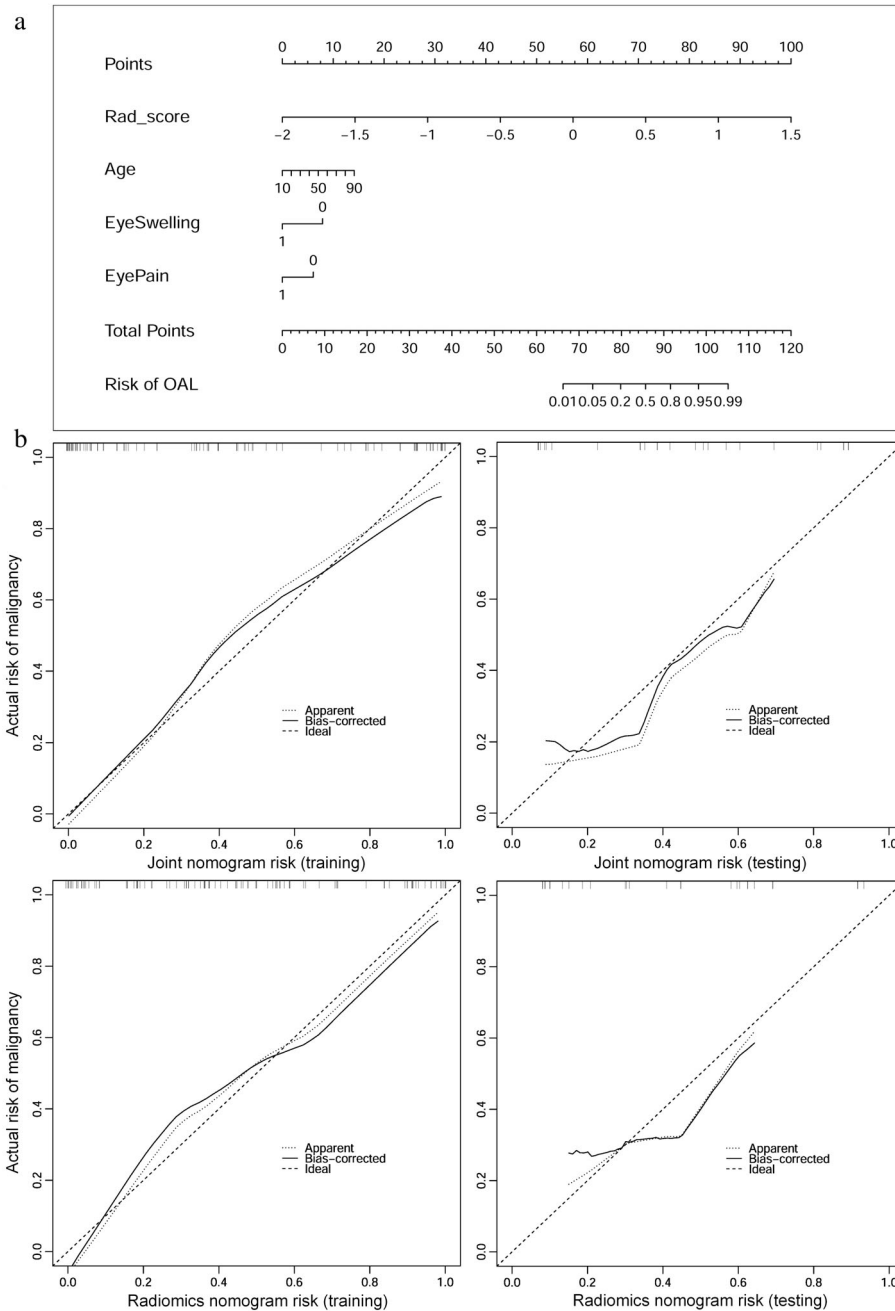 a
Points
0 10 20 30 40 50 60 70 80 90 100
Rad_score
−2 −1.5 −1 −0.5 0 0.5 1 1.5
Age
10 50 90
EyeSwelling
0
1
EyePain
0
1
Total Points
0 10 20 30 40 50 60 70 80 90 100 110 120
Risk of OAL
0.01 0.05 0.2 0.5 0.8 0.95 0.99
b
Actual risk of malignancy
0.0 0.2 0.4 0.6 0.8 1.0
Apparent
Bias−corrected
Ideal
0.0 0.2 0.4 0.6 0.8 1.0
Joint nomogram risk (training)
0.0 0.2 0.4 0.6 0.8 1.0
Apparent
Bias−corrected
Ideal
0.0 0.2 0.4 0.6 0.8 1.0
Joint nomogram risk (testing)
Actual risk of malignancy
0.0 0.2 0.4 0.6 0.8 1.0
Apparent
Bias−corrected
Ideal
0.0 0.2 0.4 0.6 0.8 1.0
Radiomics nomogram risk (training)
0.0 0.2 0.4 0.6 0.8 1.0
Apparent
Bias−corrected
Ideal
0.0 0.2 0.4 0.6 0.8 1.0
Radiomics nomogram risk (testing)